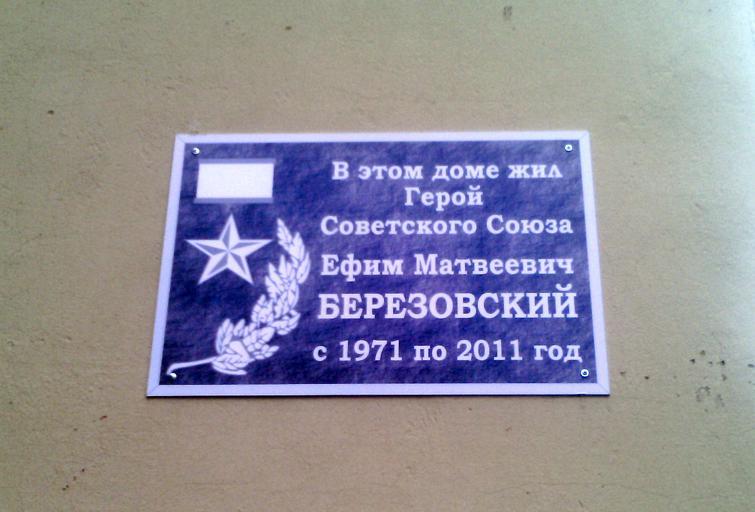 В этом доме жил
Герой
Советского Союза
Ефим Матвеевич
БЕРЕЗОВСКИЙ
с 1971 по 2011 год